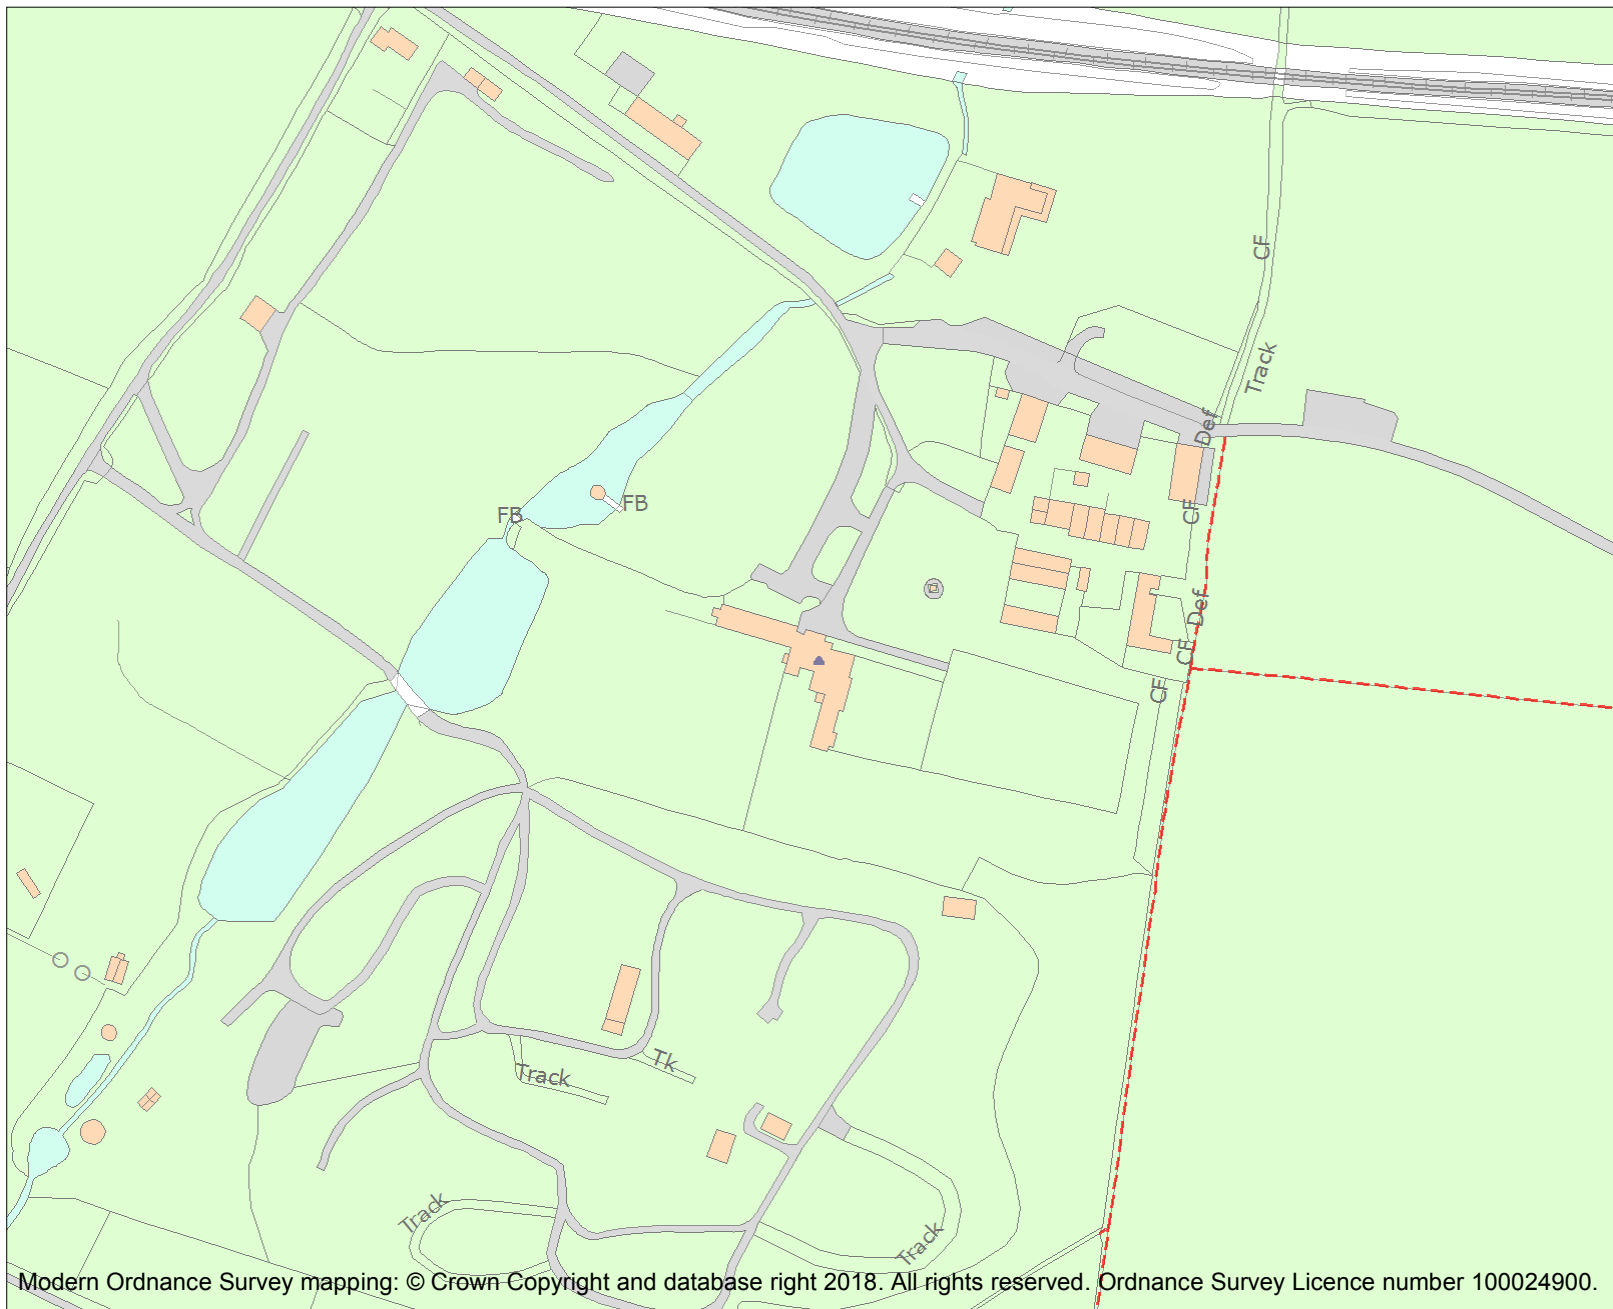 CF
Track
Def
FB
FB
CF
Def
CF
CF
Tk
Track
Track
Track
Modern Ordnance Survey mapping: © Crown Copyright and database right 2018. All rights reserved. Ordnance Survey Licence number 100024900.